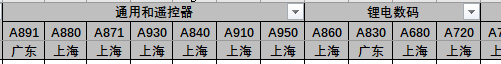 通用和遥控器 锂电数码
A891 A880 A871 A930 A840 A910 A950 A860 A830 A680 A720
广东 上海 上海 上海 上海 上海 上海 上海 广东 上海 上海